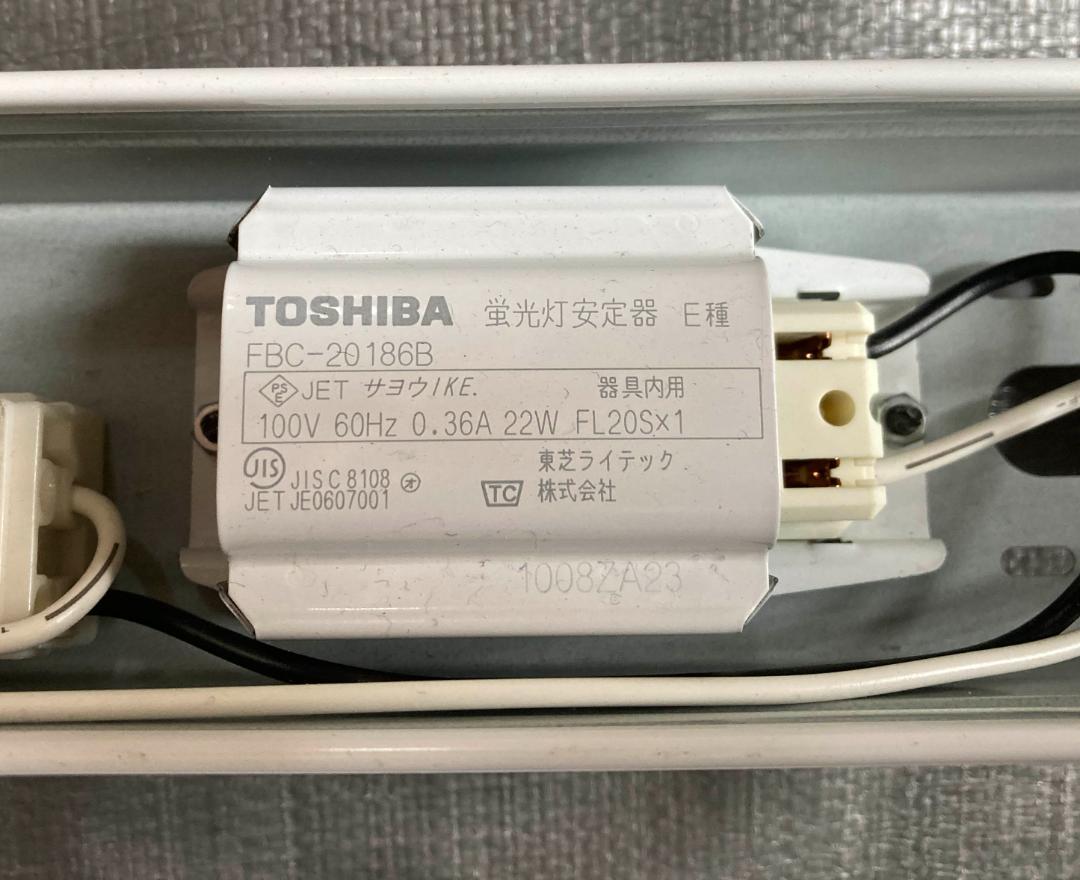 TOSHIBA 蛍光灯安定器 E種
FBC-20186B
PSE JET サヨウIKE. 器具内用
100V 60Hz 0.36A 22W FL20S×1
JIS JIS C 8108 オ
JET JE0607001
TC 東芝ライテック
株式会社
1008ZA23